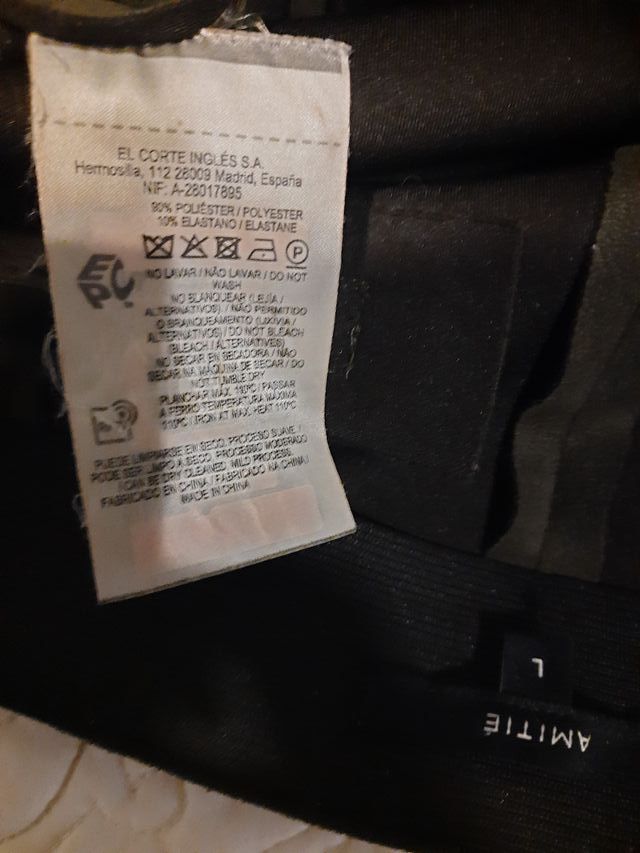 EL CORTE INGLÉS S.A.
Hermosilla, 112 28009 Madrid, España
NIF: A-28017895
90% POLIÉSTER / POLYESTER
10% ELASTANO / ELASTANE
P
EPC
NO LAVAR / NÃO LAVAR / DO NOT
WASH
NO BLANQUEAR (LEJÍA /
ALTERNATIVOS) / NÃO PERMITIDO
O BRANQUEAMENTO (LIXIVIA /
ALTERNATIVOS) / DO NOT BLEACH
(BLEACH / ALTERNATIVES)
NO SECAR EN SECADORA / NÃO
SECAR NA MAQUINA DE SECAR / DO
NOT TUMBLE DRY
PLANCHAR MAX. 110ºC / PASSAR
A FERRO TEMPERATURA MÁXIMA
110ºC / IRON AT MAX. HEAT 110ºC
PUEDE LIMPIARSE EN SECO, PROCESO SUAVE /
PODE SER LIMPO A SECO, PROCESSO MODERADO
CAN BE DRY CLEANED, MILD PROCESS
FABRICADO EN CHINA / FABRICADO NA CHINA /
MADE IN CHINA
L
AMITIÉ